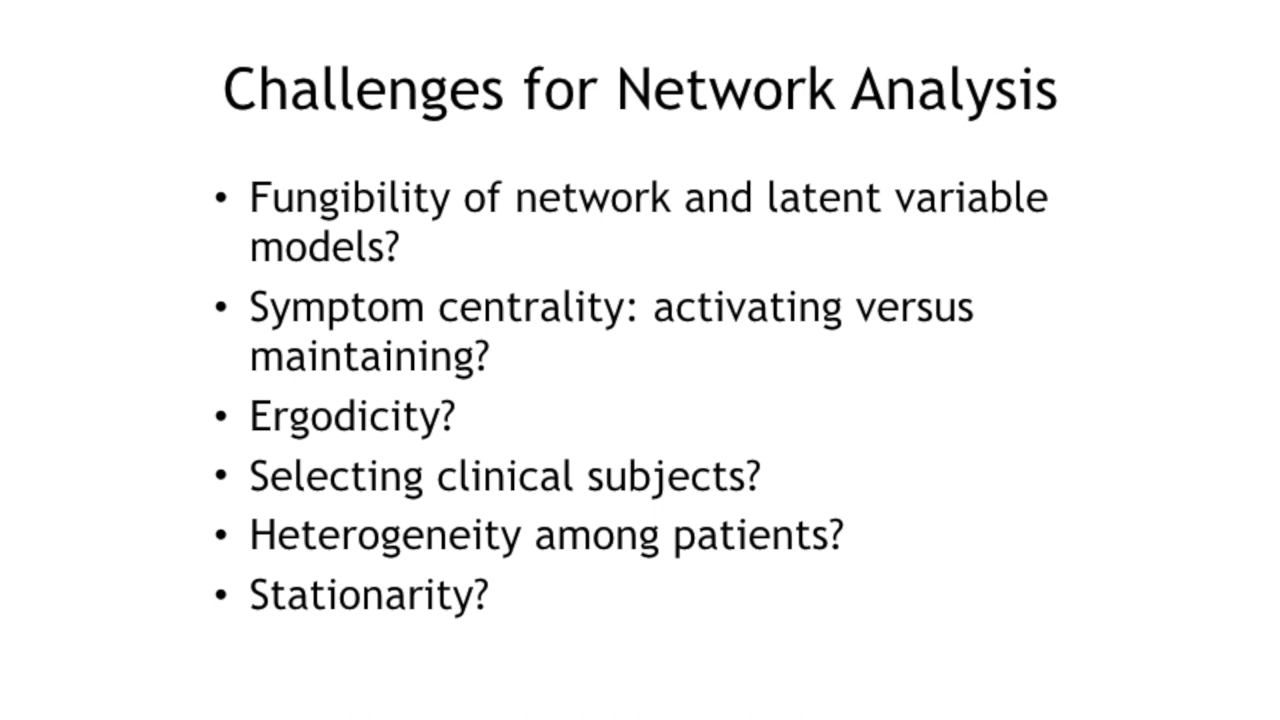 Challenges for Network Analysis
• Fungibility of network and latent variable
models?
• Symptom centrality: activating versus
maintaining?
• Ergodicity?
• Selecting clinical subjects?
• Heterogeneity among patients?
• Stationarity?